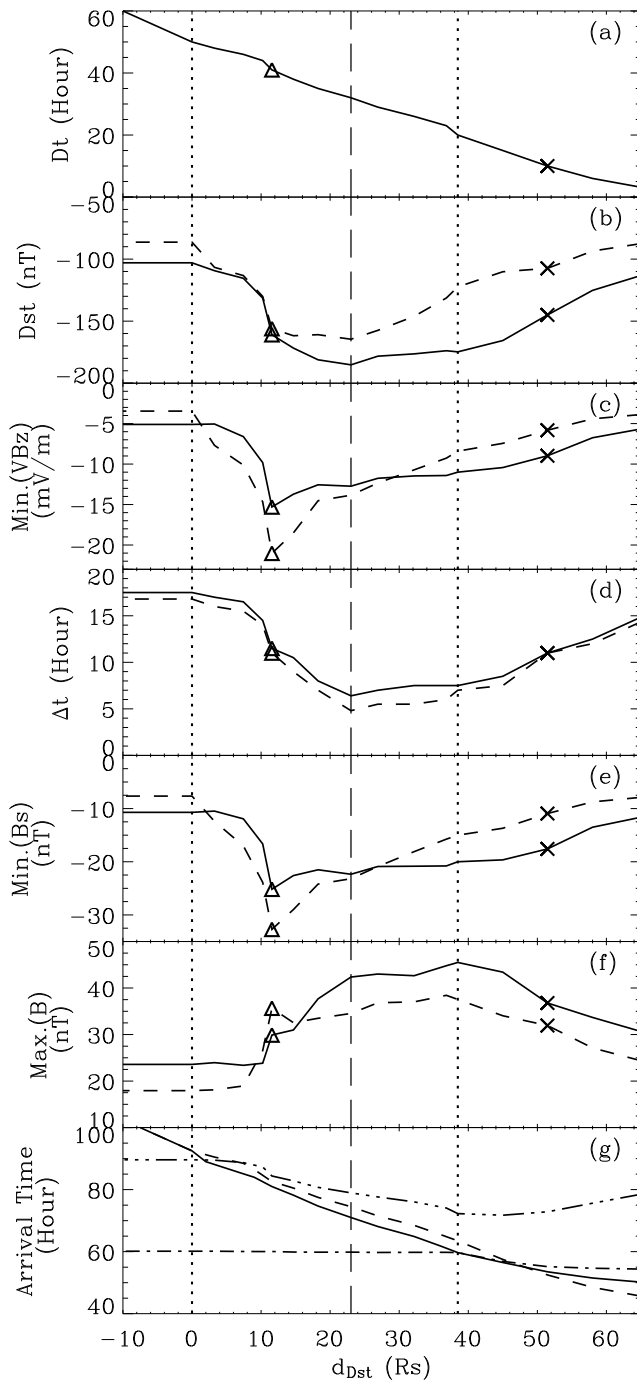 60
40
20
0
Dt (Hour)
(a)
-50
-100
-150
-200
Dst (nT)
(b)
0
-5
-10
-15
-20
Min.(VBz)
(mV/m)
(c)
20
15
10
5
0
Δt (Hour)
(d)
0
-10
-20
-30
Min.(Bs)
(nT)
(e)
50
40
30
20
10
Max.(B)
(nT)
(f)
100
80
60
40
Arrival Time
(Hour)
(g)
-10 0 10 20 30 40 50 60
dDst (Rs)